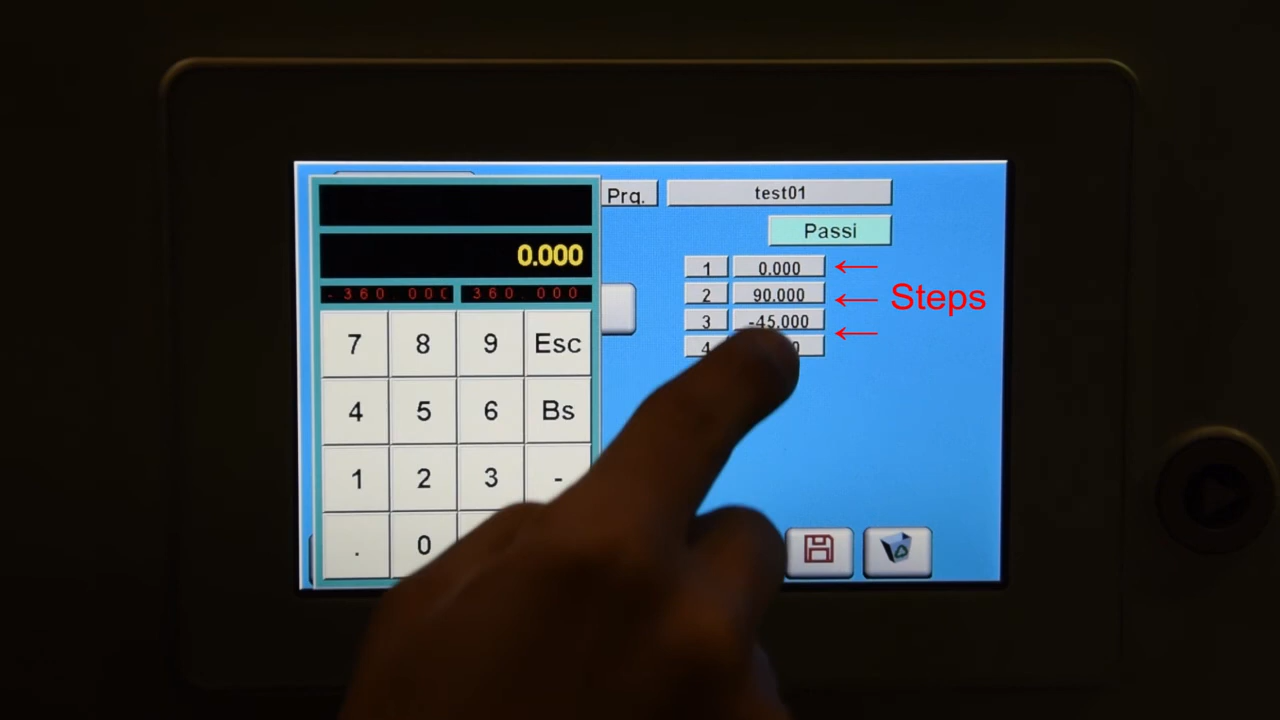 Prg. test01
Passi
0.000
-360.000 360.000
1 0.000
2 90.000
3 -45.000
4
Steps
7 8 9 Esc
4 5 6 Bs
1 2 3 -
. 0